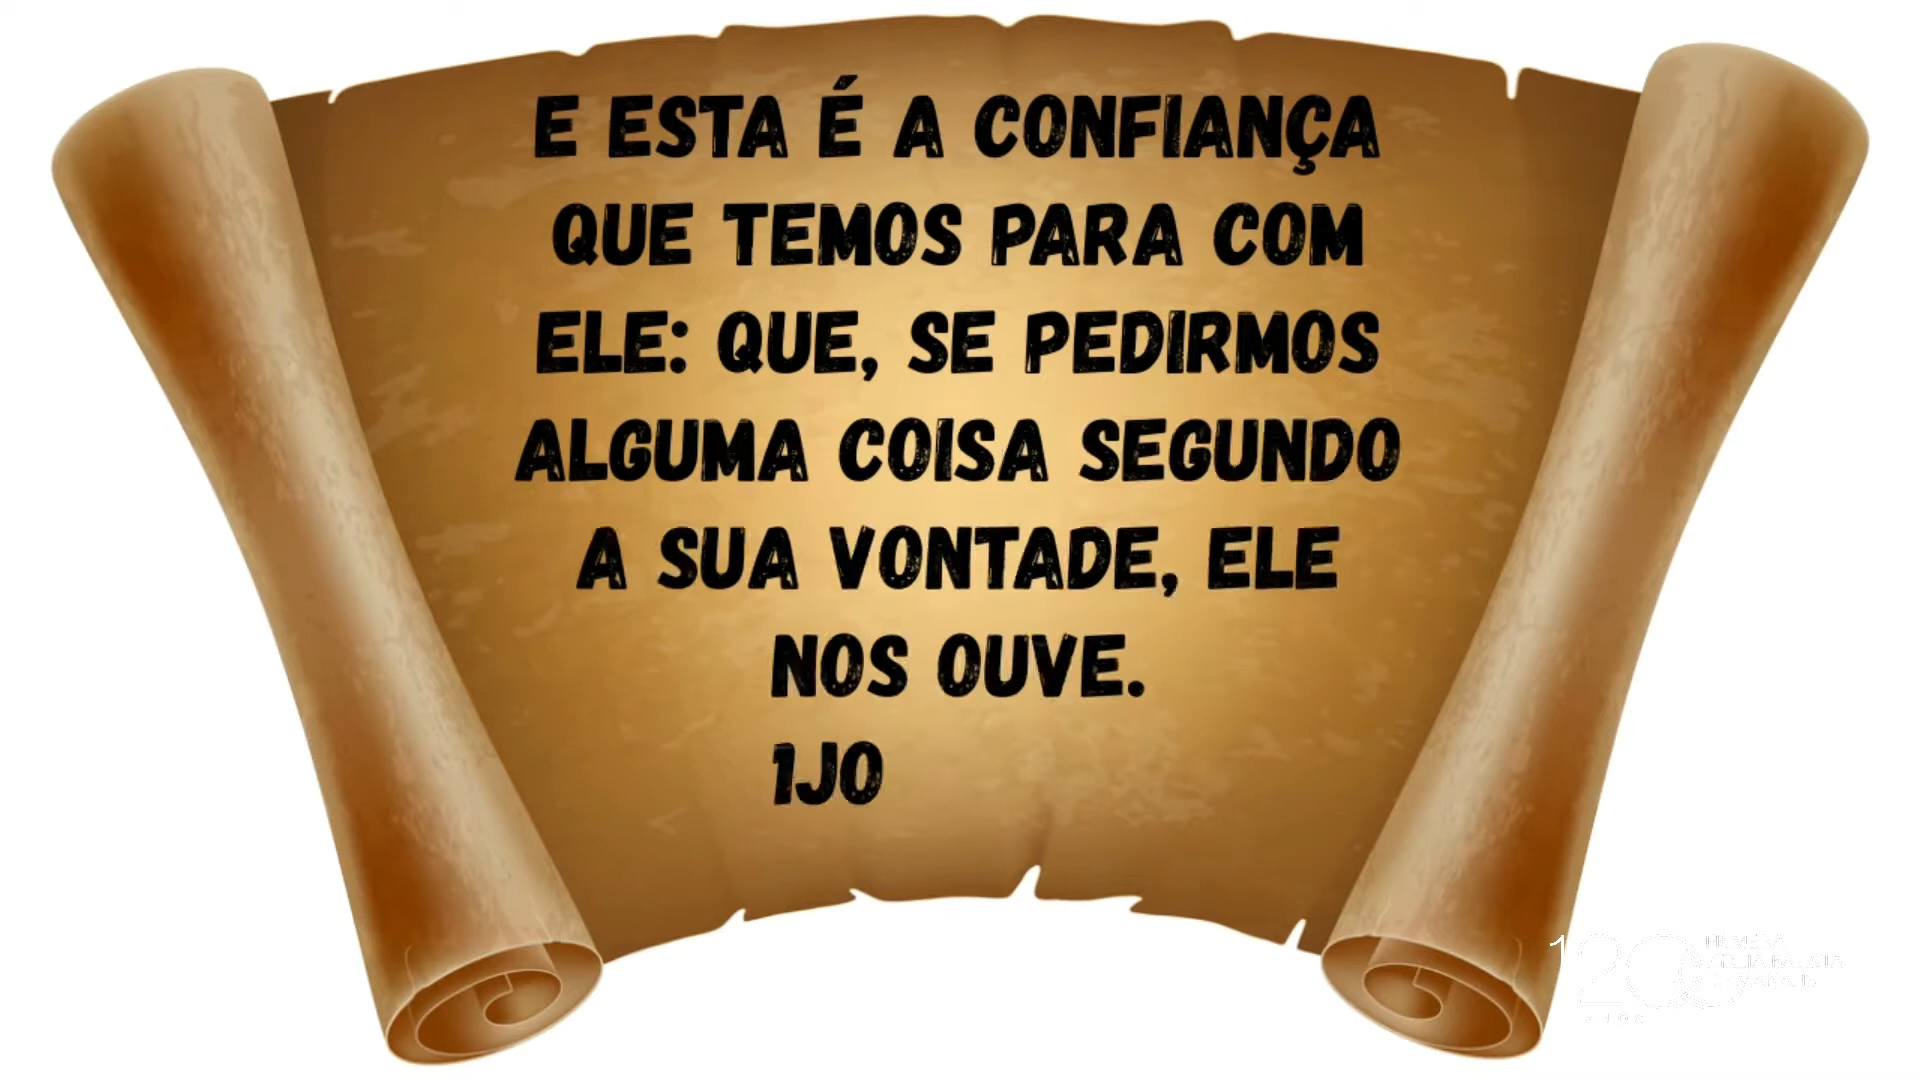 E ESTA É A CONFIANÇA
QUE TEMOS PARA COM
ELE: QUE, SE PEDIRMOS
ALGUMA COISA SEGUNDO
A SUA VONTADE, ELE
NOS OUVE.
1JO
120